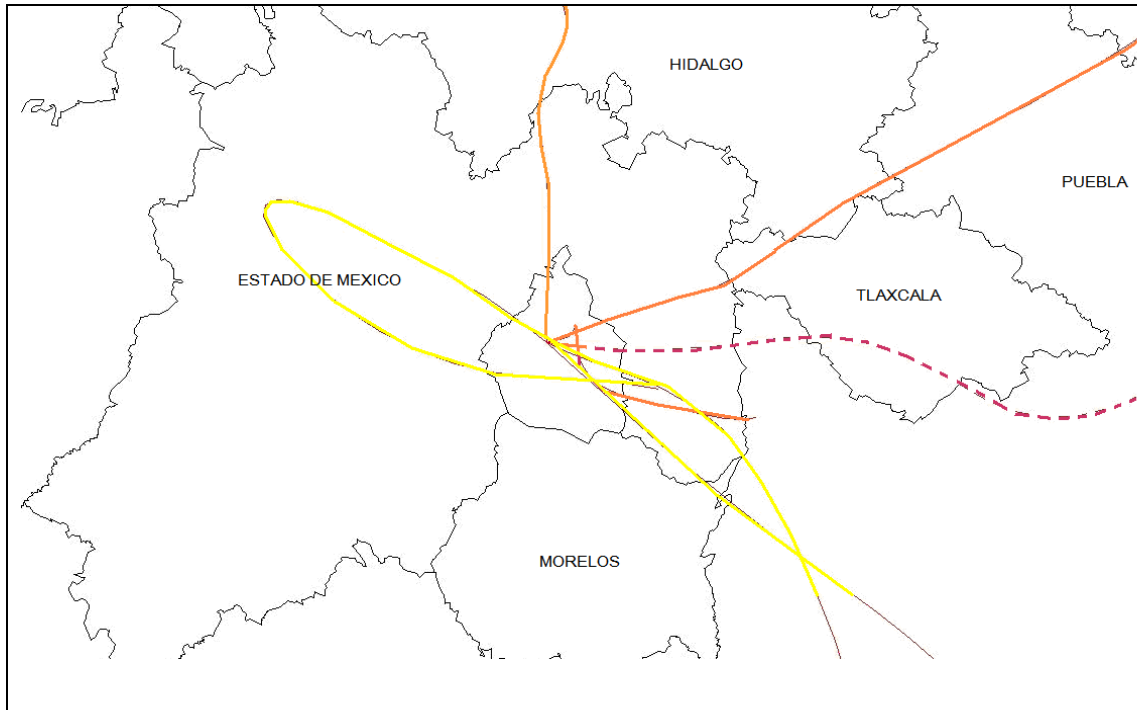 HIDALGO
PUEBLA
ESTADO DE MEXICO
TLAXCALA
MORELOS